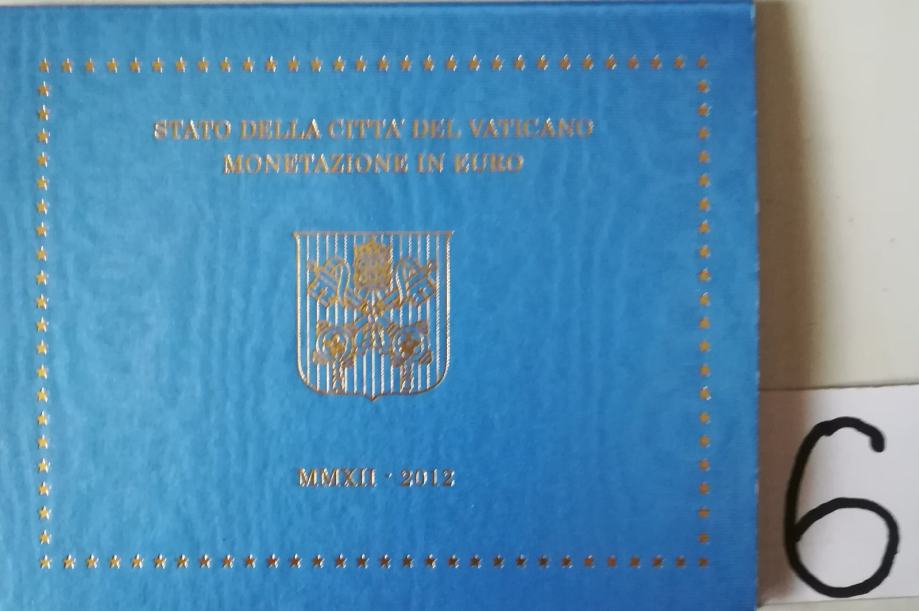 STATO DELLA CITTA' DEL VATICANO
MONETAZIONE IN EURO
MMXII · 2012
6